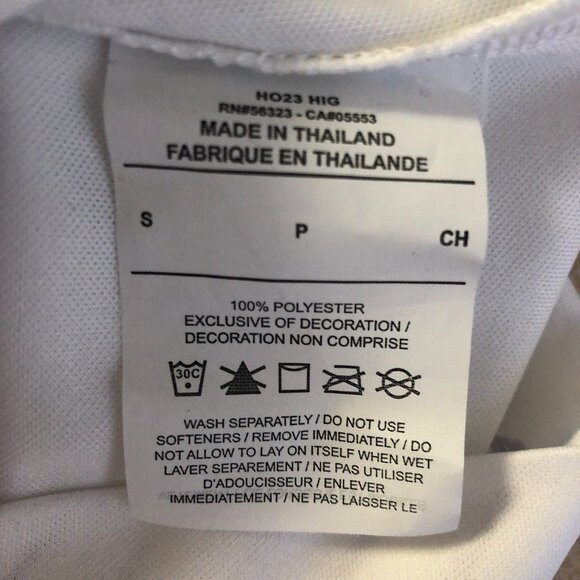 HO23 HIG
RN#56323 - CA#05553
MADE IN THAILAND
FABRIQUE EN THAILANDE
S P CH
100% POLYESTER
EXCLUSIVE OF DECORATION /
DECORATION NON COMPRISE
30C
WASH SEPARATELY / DO NOT USE
SOFTENERS / REMOVE IMMEDIATELY / DO
NOT ALLOW TO LAY ON ITSELF WHEN WET
LAVER SEPAREMENT / NE PAS UTILISER
D'ADOUCISSEUR / ENLEVER
IMMEDIATEMENT / NE PAS LAISSER LE